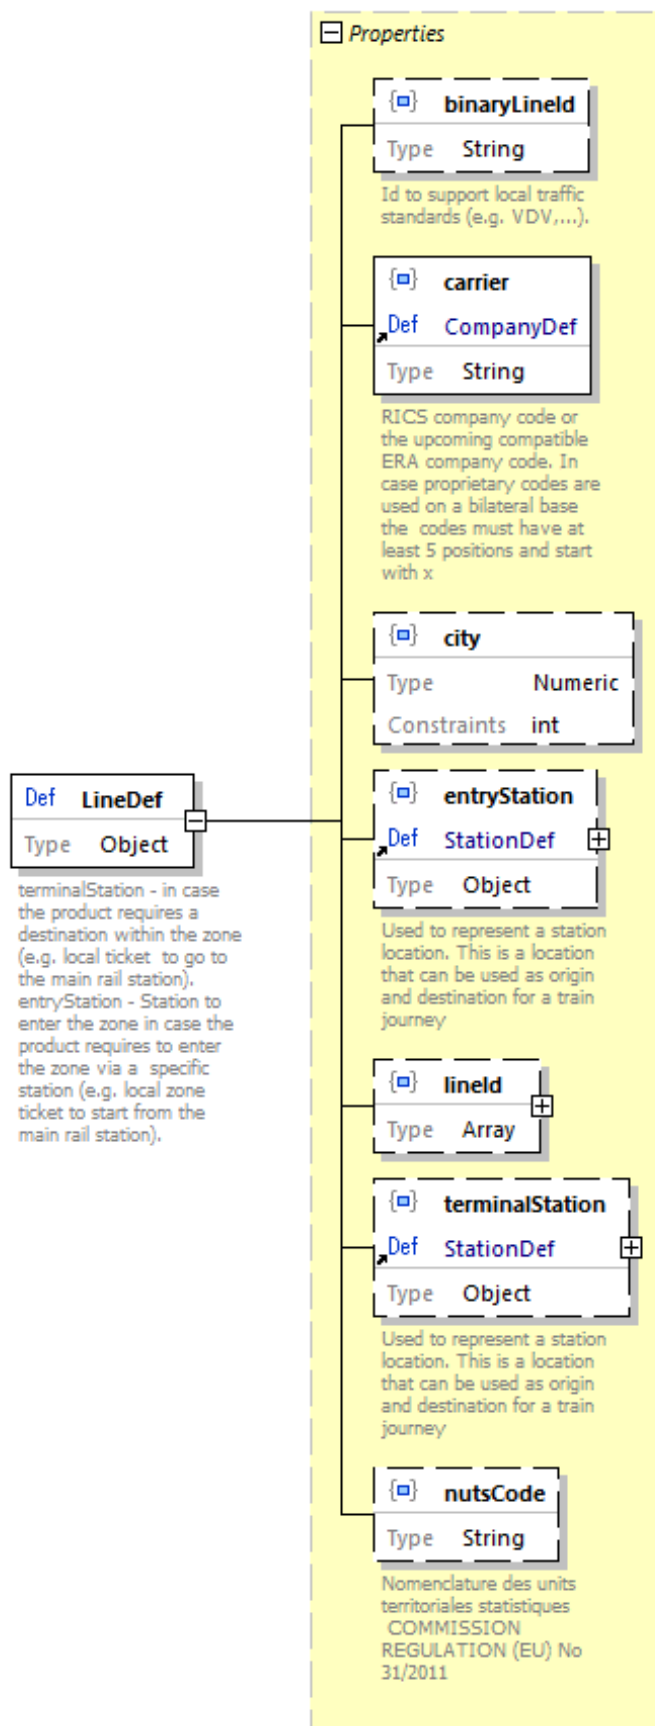 Properties
binaryLineId
Type String
Id to support local traffic
standards (e.g. VDV,...).
carrier
Def CompanyDef
Type String
RICS company code or
the upcoming compatible
ERA company code. In
case proprietary codes are
used on a bilateral base
the codes must have at
least 5 positions and start
with x
city
Type Numeric
Constraints int
Def LineDef
Type Object
terminalStation - in case
the product requires a
destination within the zone
(e.g. local ticket to go to
the main rail station).
entryStation - Station to
enter the zone in case the
product requires to enter
the zone via a specific
station (e.g. local zone
ticket to start from the
main rail station).
entryStation
Def StationDef
Type Object
Used to represent a station
location. This is a location
that can be used as origin
and destination for a train
journey
lineId
Type Array
terminalStation
Def StationDef
Type Object
Used to represent a station
location. This is a location
that can be used as origin
and destination for a train
journey
nutsCode
Type String
Nomenclature des units
territoriales statistiques
COMMISSION
REGULATION (EU) No
31/2011